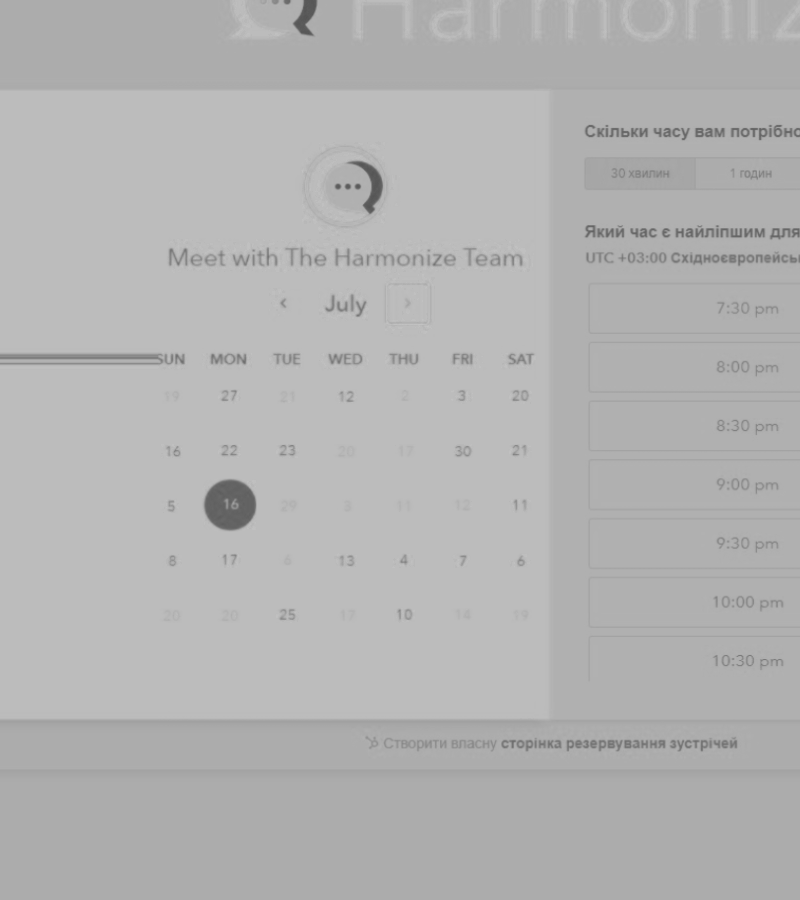 Harmoniz
Meet with The Harmonize Team
‹ July ›
SUN MON TUE WED THU FRI SAT
19 27 21 12 2 3 20
16 22 23 20 17 30 21
5 16 29 3 11 12 11
8 17 6 13 4 7 6
20 20 25 17 10 14 19
Скільки часу вам потрібно
30 хвилин 1 годин
Який час є найліпшим для
UTC +03:00 Східноєвропейсь
7:30 pm
8:00 pm
8:30 pm
9:00 pm
9:30 pm
10:00 pm
10:30 pm
Створити власну сторінка резервування зустрічей